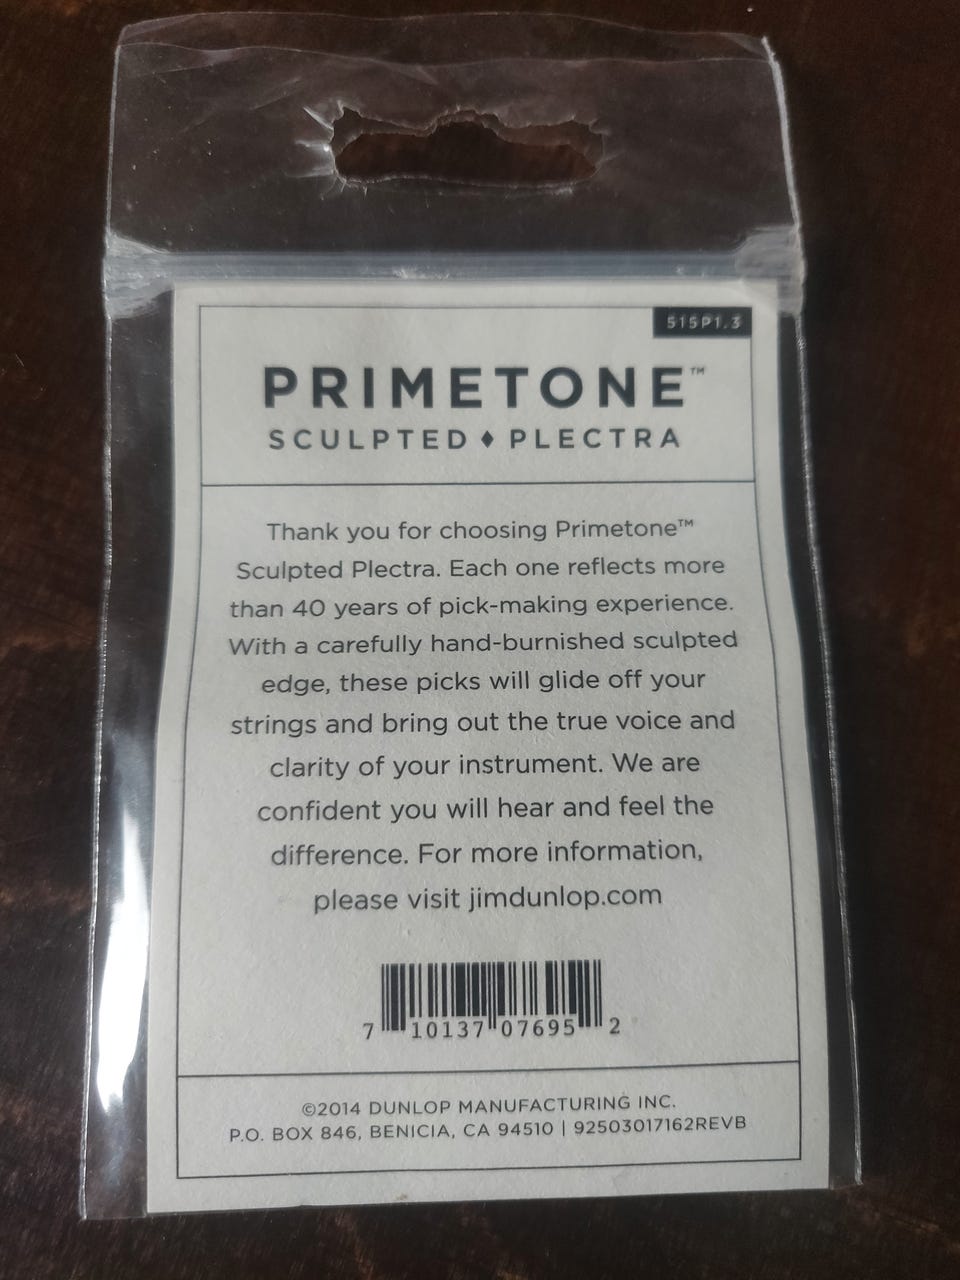 515P1.3
PRIMETONE™
SCULPTED ♦ PLECTRA
Thank you for choosing Primetone™
Sculpted Plectra. Each one reflects more
than 40 years of pick-making experience.
With a carefully hand-burnished sculpted
edge, these picks will glide off your
strings and bring out the true voice and
clarity of your instrument. We are
confident you will hear and feel the
difference. For more information,
please visit jimdunlop.com
7 10137 07695 2
©2014 DUNLOP MANUFACTURING INC.
P.O. BOX 846, BENICIA, CA 94510 | 92503017162REVB